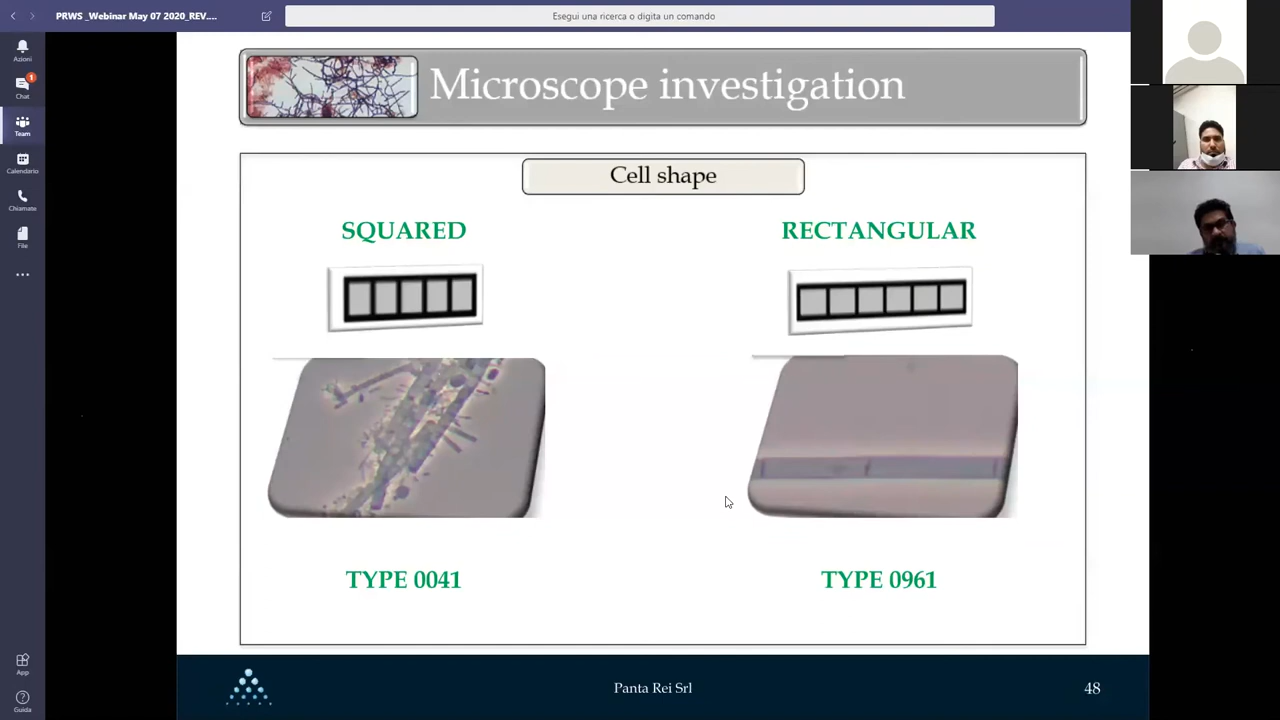 PRWS _Webinar May 07 2020_REV....
Esegui una ricerca o digita un comando
Azioni
1
Chat
Team
Calendario
Chiamate
File
App
Guida
Microscope investigation
Cell shape
SQUARED
RECTANGULAR
TYPE 0041
TYPE 0961
Panta Rei Srl
48